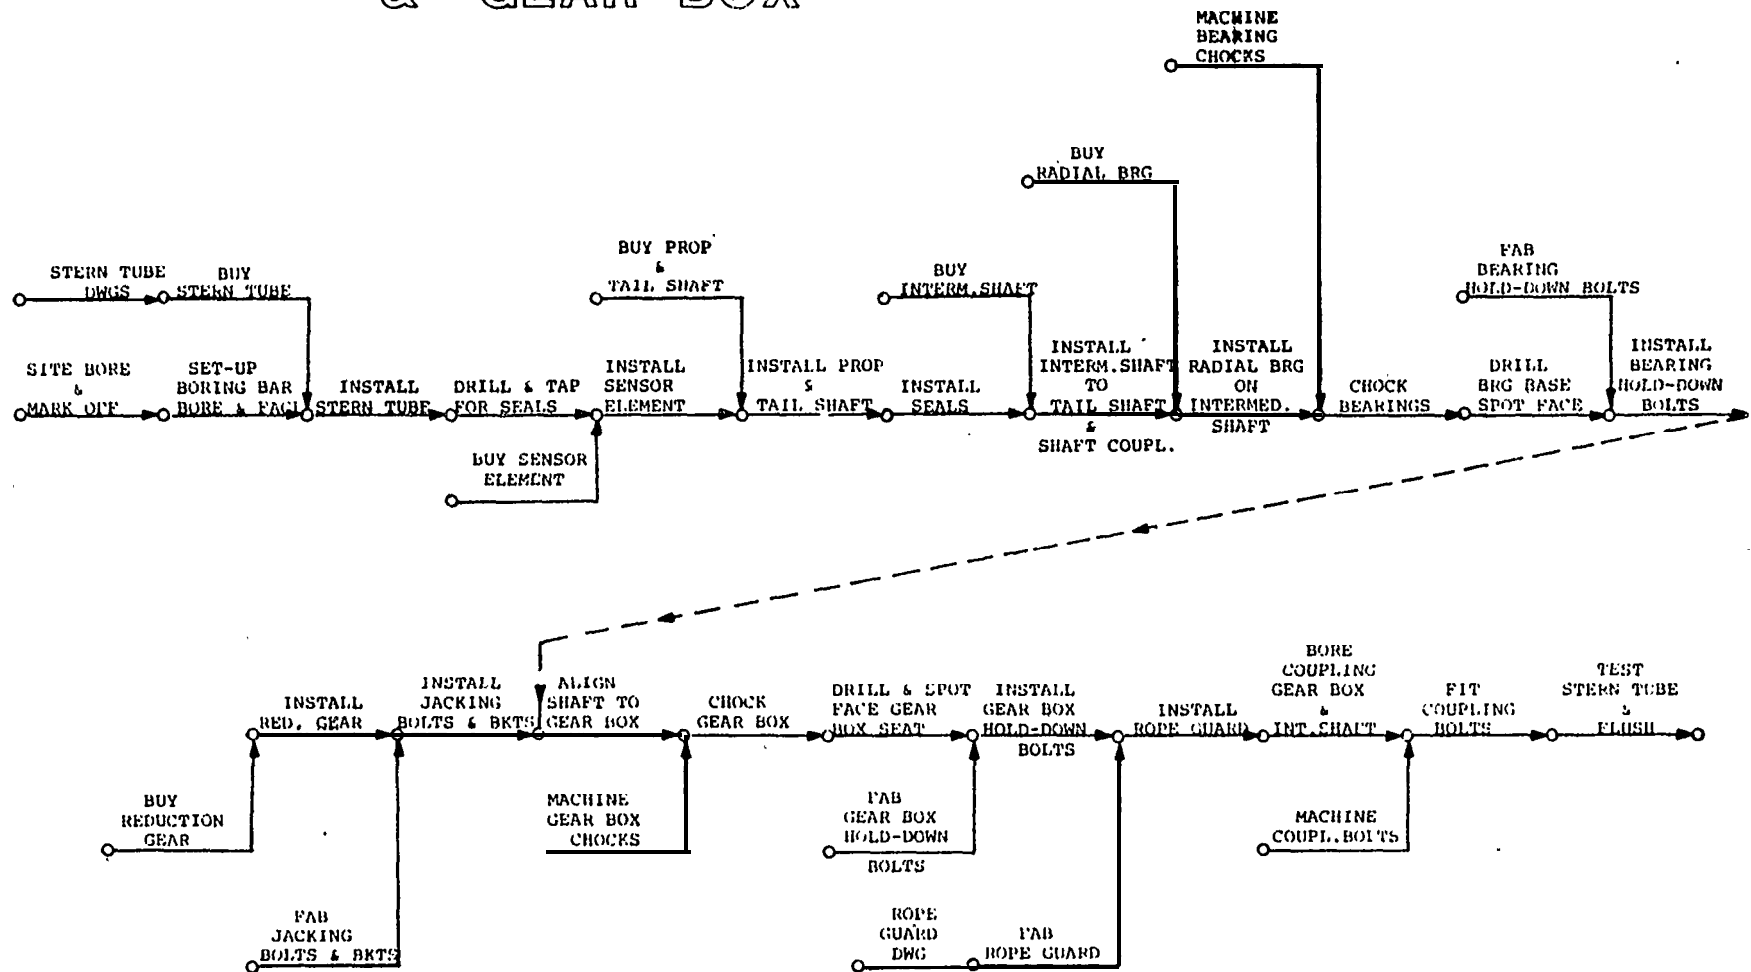 & GEAR BOX
MACHINE
BEARING
CHOCKS
BUY
RADIAL BRG
BUY PROP
&
TAIL SHAFT
FAB
BEARING
HOLD-DOWN BOLTS
STERN TUBE
DWGS
BUY
STERN TUBE
BUY
INTERM.SHAFT
SITE BORE
&
MARK OFF
SET-UP
BORING BAR
BORE & FACE
INSTALL
STERN TUBE
DRILL & TAP
FOR SEALS
INSTALL
SENSOR
ELEMENT
INSTALL PROP
&
TAIL SHAFT
INSTALL
SEALS
INSTALL
INTERM.SHAFT
TO
TAIL SHAFT
&
SHAFT COUPL.
INSTALL
RADIAL BRG
ON
INTERMED.
SHAFT
CHOCK
BEARINGS
DRILL
BRG BASE
SPOT FACE
INSTALL
BEARING
HOLD-DOWN
BOLTS
BUY SENSOR
ELEMENT
INSTALL
RED. GEAR
INSTALL
JACKING
BOLTS & BKTS
ALIGN
SHAFT TO
GEAR BOX
CHOCK
GEAR BOX
DRILL & SPOT
FACE GEAR
BOX SEAT
INSTALL
GEAR BOX
HOLD-DOWN
BOLTS
INSTALL
ROPE GUARD
BORE
COUPLING
GEAR BOX
&
INT.SHAFT
FIT
COUPLING
BOLTS
TEST
STERN TUBE
&
FLUSH
BUY
REDUCTION
GEAR
MACHINE
GEAR BOX
CHOCKS
FAB
GEAR BOX
HOLD-DOWN
BOLTS
MACHINE
COUPL.BOLTS
FAB
JACKING
BOLTS & BKTS
ROPE
GUARD
DWG
FAB
ROPE GUARD